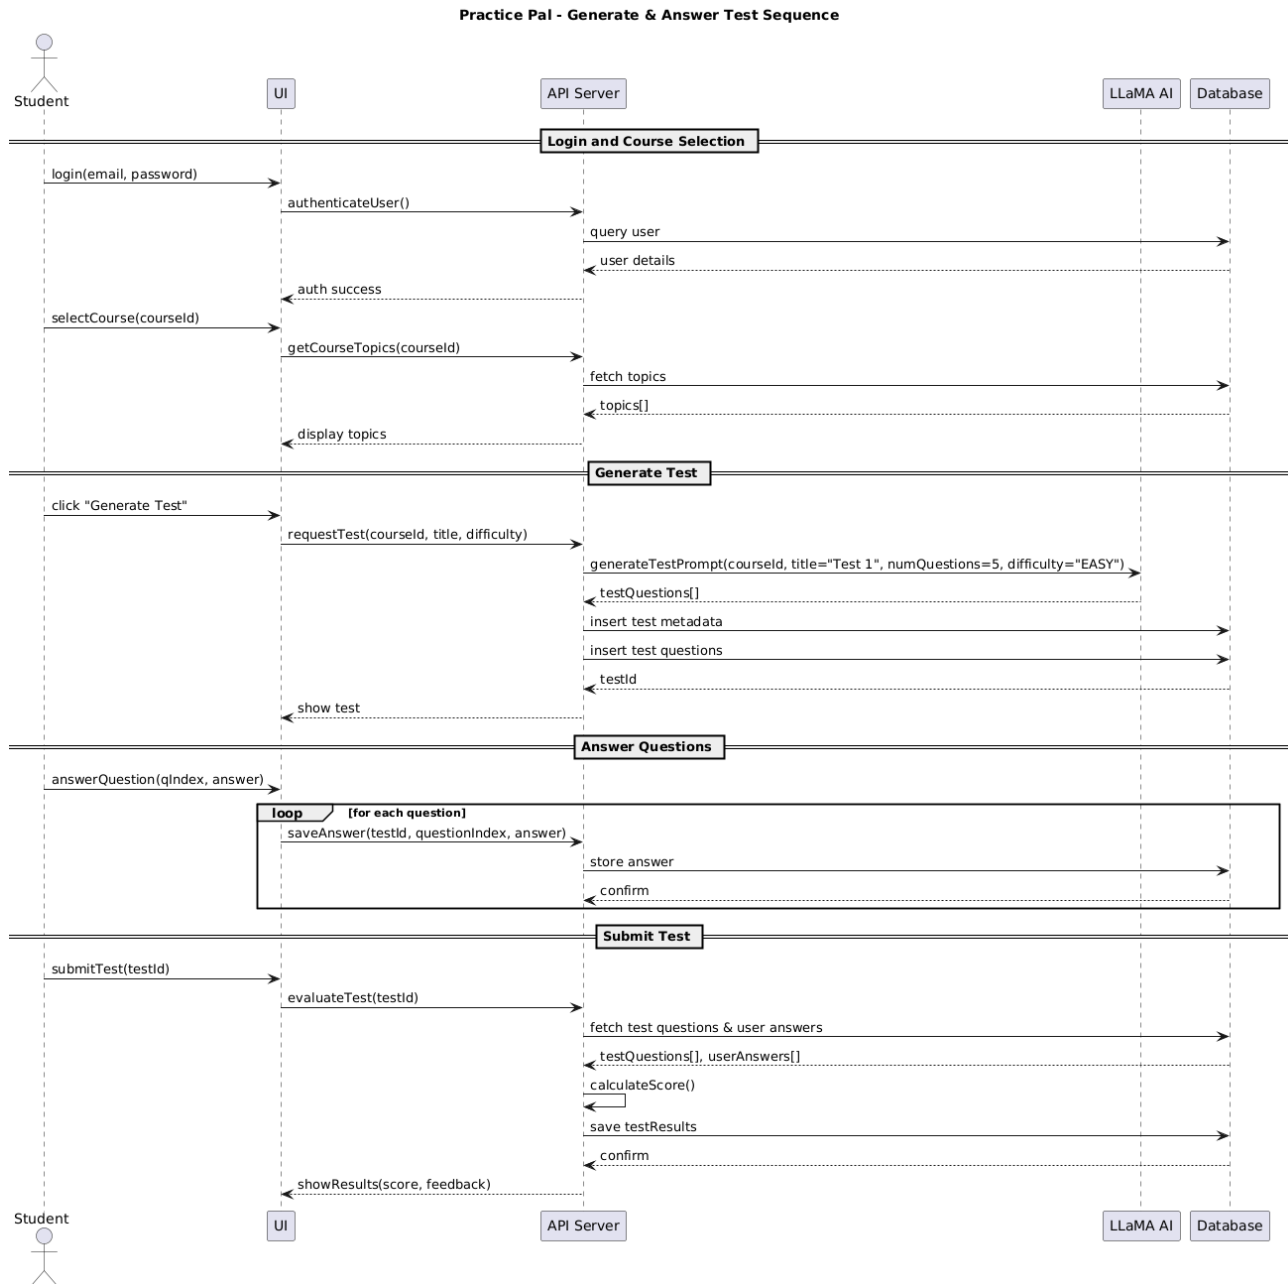 Practice Pal - Generate & Answer Test Sequence
Student
UI
API Server
LLaMA AI
Database
Login and Course Selection
login(email, password)
authenticateUser()
query user
user details
auth success
selectCourse(courseId)
getCourseTopics(courseId)
fetch topics
topics[]
display topics
Generate Test
click "Generate Test"
requestTest(courseId, title, difficulty)
generateTestPrompt(courseId, title="Test 1", numQuestions=5, difficulty="EASY")
testQuestions[]
insert test metadata
insert test questions
testId
show test
Answer Questions
answerQuestion(qIndex, answer)
loop [for each question]
saveAnswer(testId, questionIndex, answer)
store answer
confirm
Submit Test
submitTest(testId)
evaluateTest(testId)
fetch test questions & user answers
testQuestions[], userAnswers[]
calculateScore()
save testResults
confirm
showResults(score, feedback)
Student
UI
API Server
LLaMA AI
Database